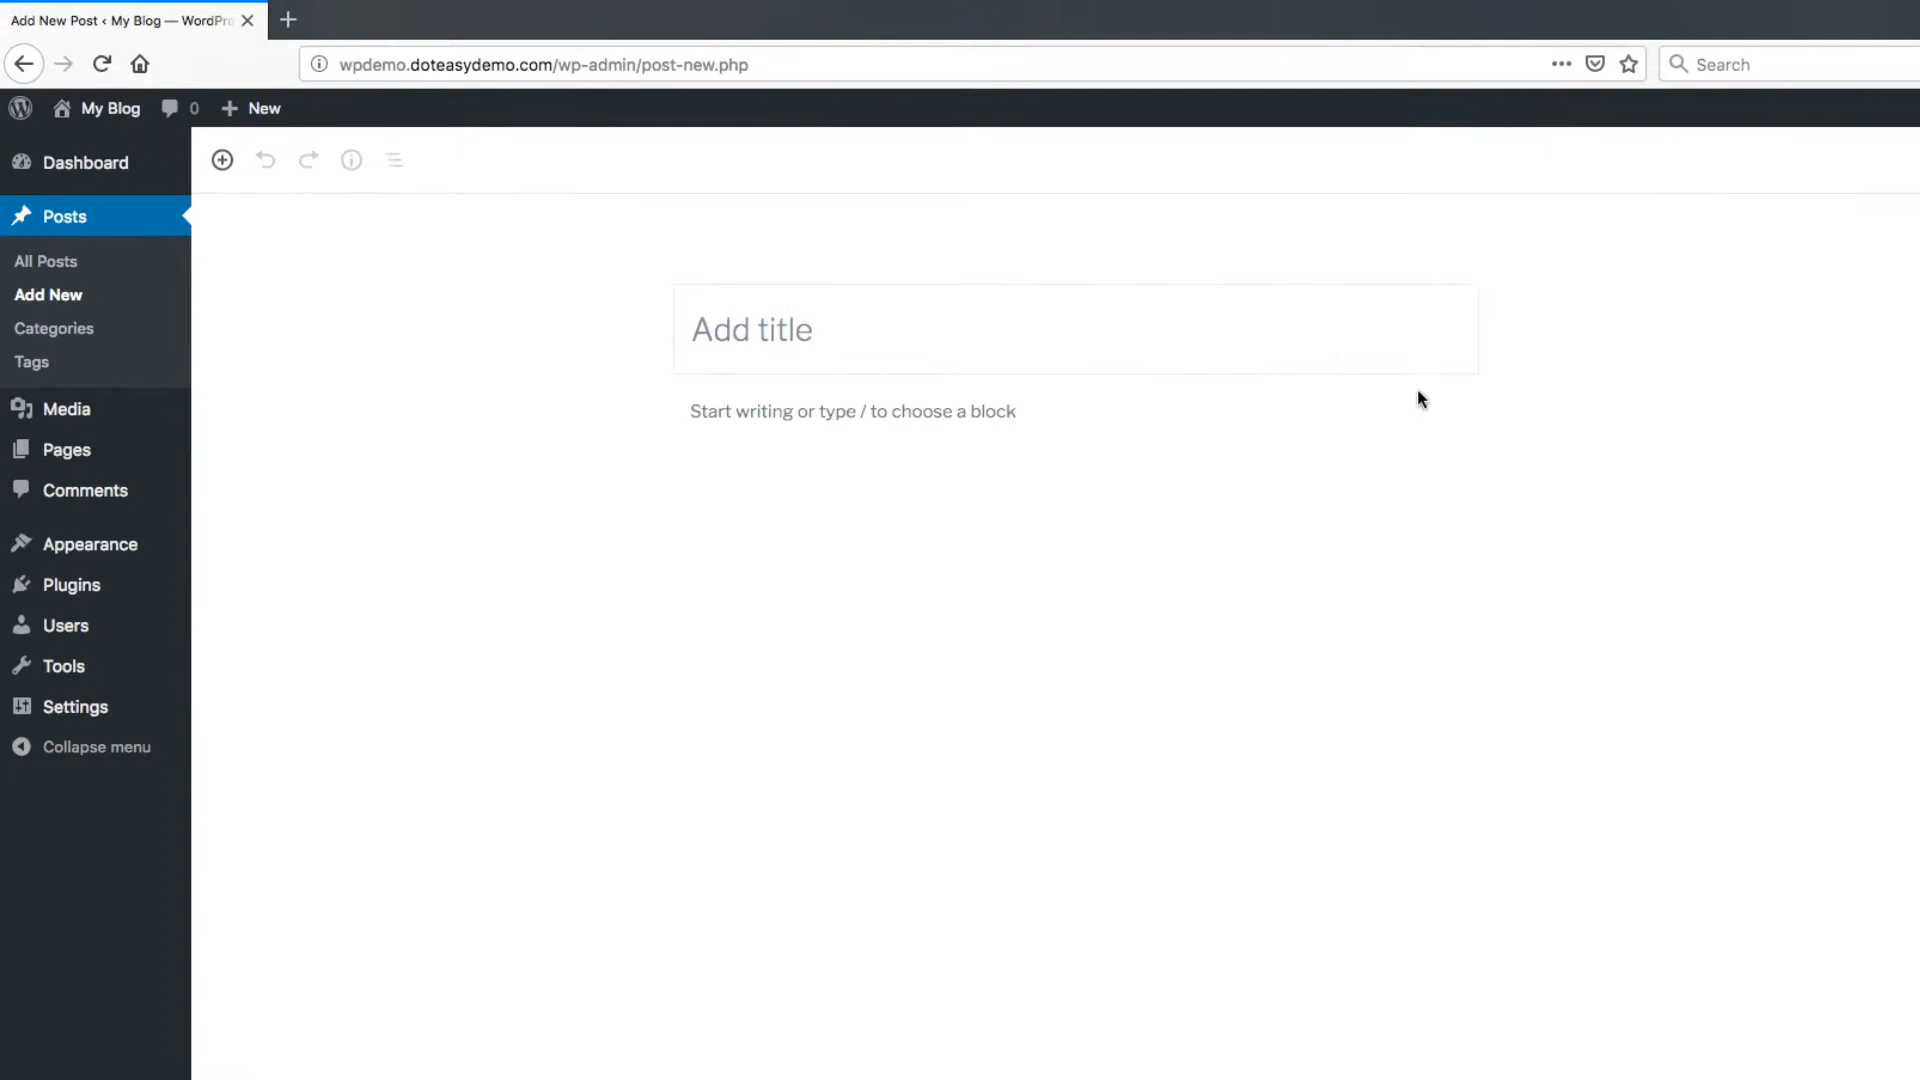 Add New Post ‹ My Blog — WordPr
wpdemo.doteasydemo.com/wp-admin/post-new.php
Search
My Blog
0
New
Dashboard
Posts
All Posts
Add New
Categories
Tags
Media
Pages
Comments
Appearance
Plugins
Users
Tools
Settings
Collapse menu
Add title
Start writing or type / to choose a block